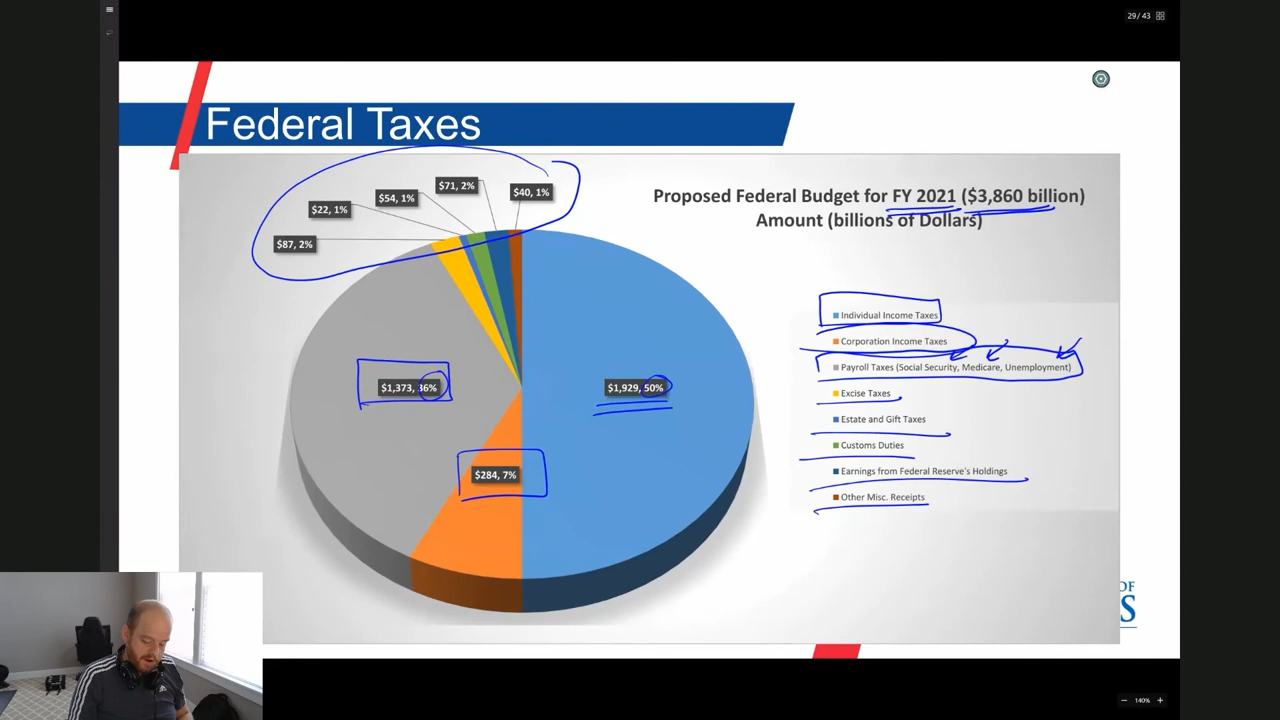 29 / 43
Federal Taxes
Proposed Federal Budget for FY 2021 ($3,860 billion)
Amount (billions of Dollars)
$87, 2%
$22, 1%
$54, 1%
$71, 2%
$40, 1%
$1,373, 36%
$1,929, 50%
$284, 7%
Individual Income Taxes
Corporation Income Taxes
Payroll Taxes (Social Security, Medicare, Unemployment)
Excise Taxes
Estate and Gift Taxes
Customs Duties
Earnings from Federal Reserve's Holdings
Other Misc. Receipts
OF
S
140%